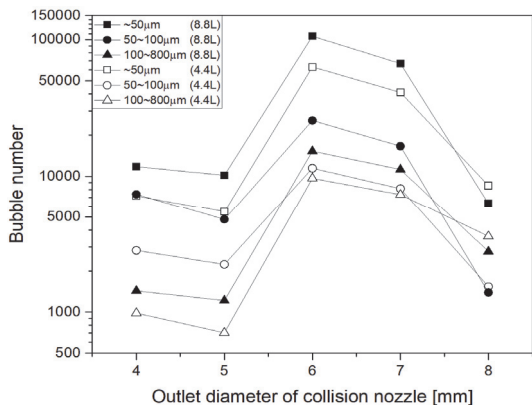 150000
100000
50000
10000
5000
1000
500
Bubble number
~50μm (8.8L)
50~100μm (8.8L)
100~800μm (8.8L)
~50μm (4.4L)
50~100μm (4.4L)
100~800μm (4.4L)
4 5 6 7 8
Outlet diameter of collision nozzle [mm]